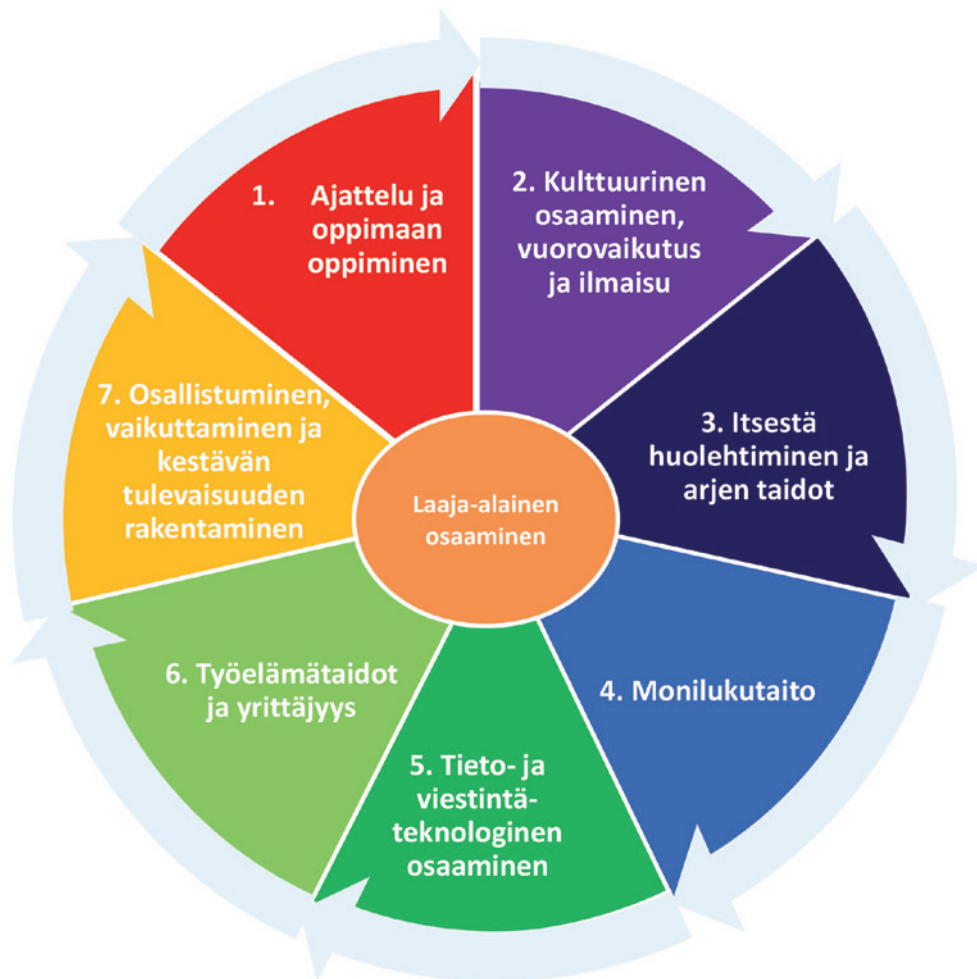 1. Ajattelu ja
oppimaan
oppiminen
2. Kulttuurinen
osaaminen,
vuorovaikutus
ja ilmaisu
3. Itsestä
huolehtiminen ja
arjen taidot
4. Monilukutaito
5. Tieto- ja
viestintä-
teknologinen
osaaminen
6. Työelämätaidot
ja yrittäjyys
7. Osallistuminen,
vaikuttaminen ja
kestävän
tulevaisuuden
rakentaminen
Laaja-alainen
osaaminen